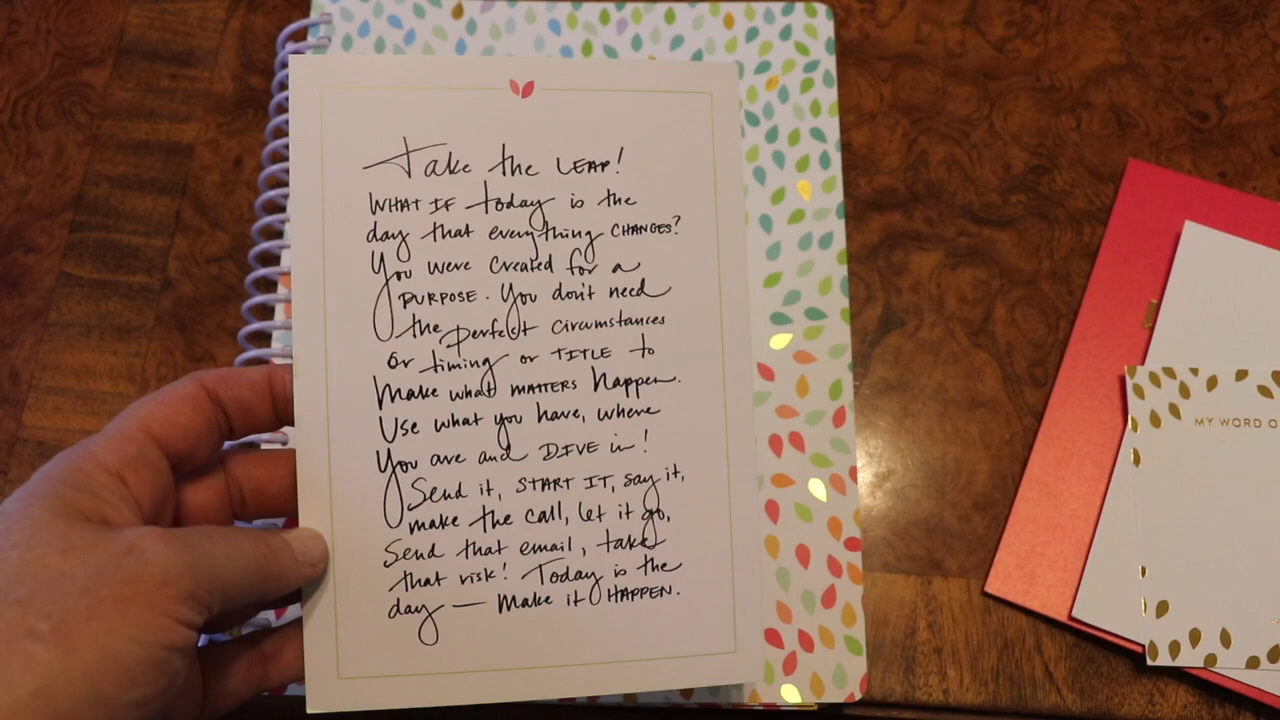 Take the LEAP!
WHAT IF today is the
day that everything CHANGES?
You were created for a
PURPOSE. You don't need
the perfect circumstances
or timing or TITLE to
Make what MATTERS happen.
Use what you have, where
You are and DIVE in!
Send it, START IT, say it,
make the call, let it go,
Send that email, take
that risk! Today is the
day — Make it HAPPEN.
MY WORD O